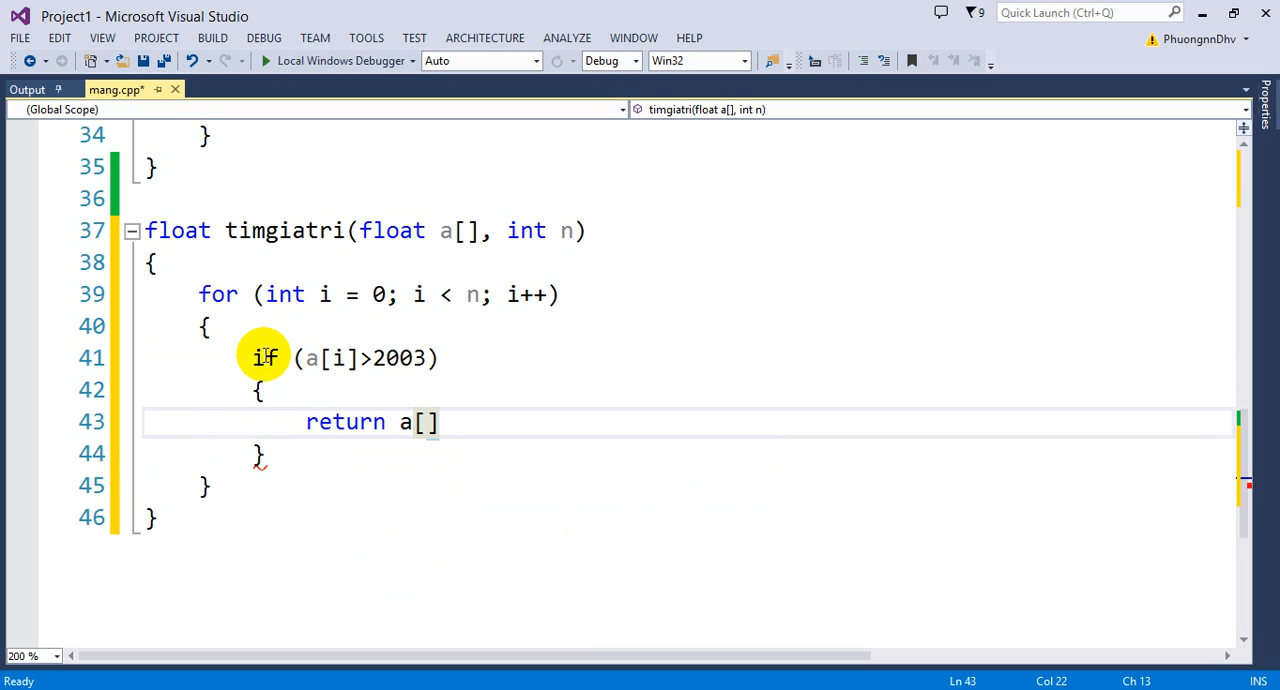 Project1 - Microsoft Visual Studio
9
Quick Launch (Ctrl+Q)
FILE EDIT VIEW PROJECT BUILD DEBUG TEAM TOOLS TEST ARCHITECTURE ANALYZE WINDOW HELP
PhuongnnDhv
Local Windows Debugger Auto Debug Win32
Output mang.cpp*
Properties
(Global Scope) timgiatri(float a[], int n)
34 }
35 }
36
37 float timgiatri(float a[], int n)
38 {
39 for (int i = 0; i < n; i++)
40 {
41 if (a[i]>2003)
42 {
43 return a[]
44 }
45 }
46 }
200 %
Ready Ln 43 Col 22 Ch 13 INS